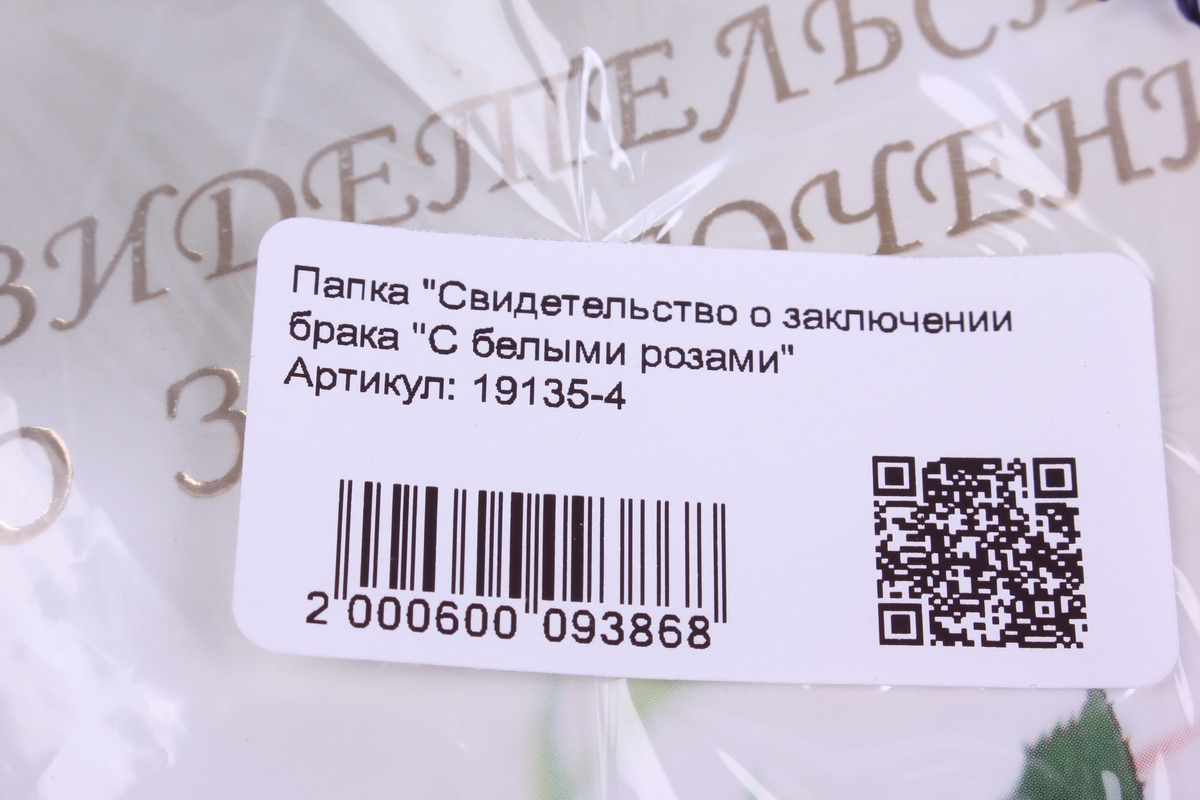 Папка "Свидетельство о заключении
брака "С белыми розами"
Артикул: 19135-4
2 000600 093868